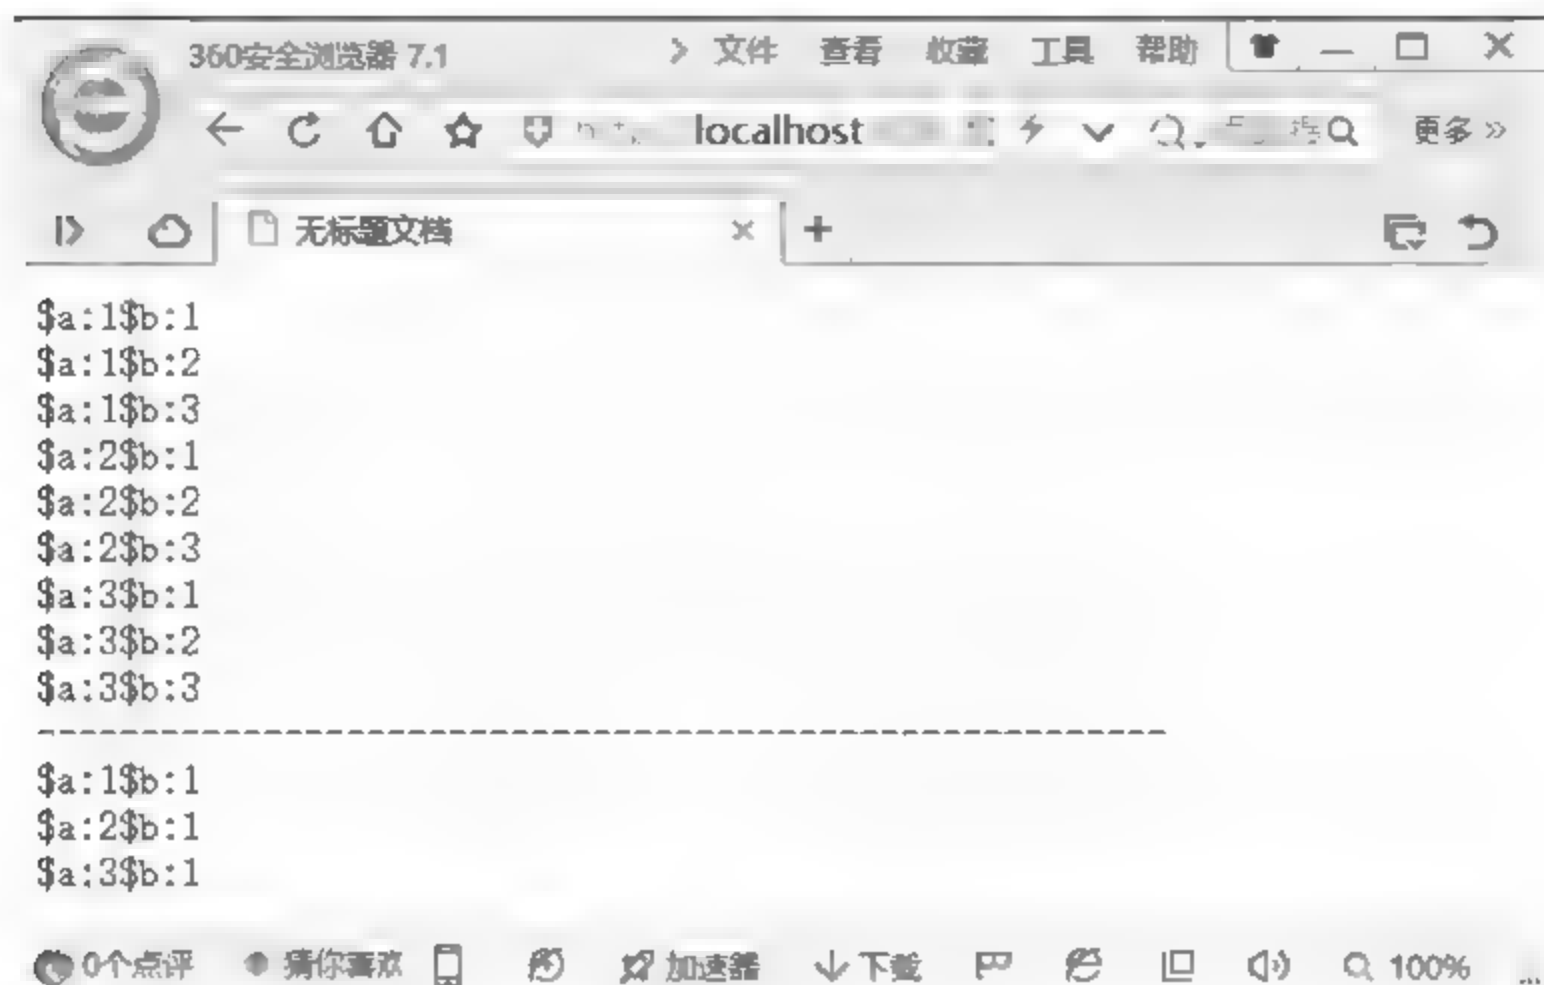 360安全浏览器 7.1 文件 查看 收藏 工具 帮助
localhost 更多 »
无标题文档
$a:1$b:1
$a:1$b:2
$a:1$b:3
$a:2$b:1
$a:2$b:2
$a:2$b:3
$a:3$b:1
$a:3$b:2
$a:3$b:3
$a:1$b:1
$a:2$b:1
$a:3$b:1
0个点评 猜你喜欢 加速器 下载 100%